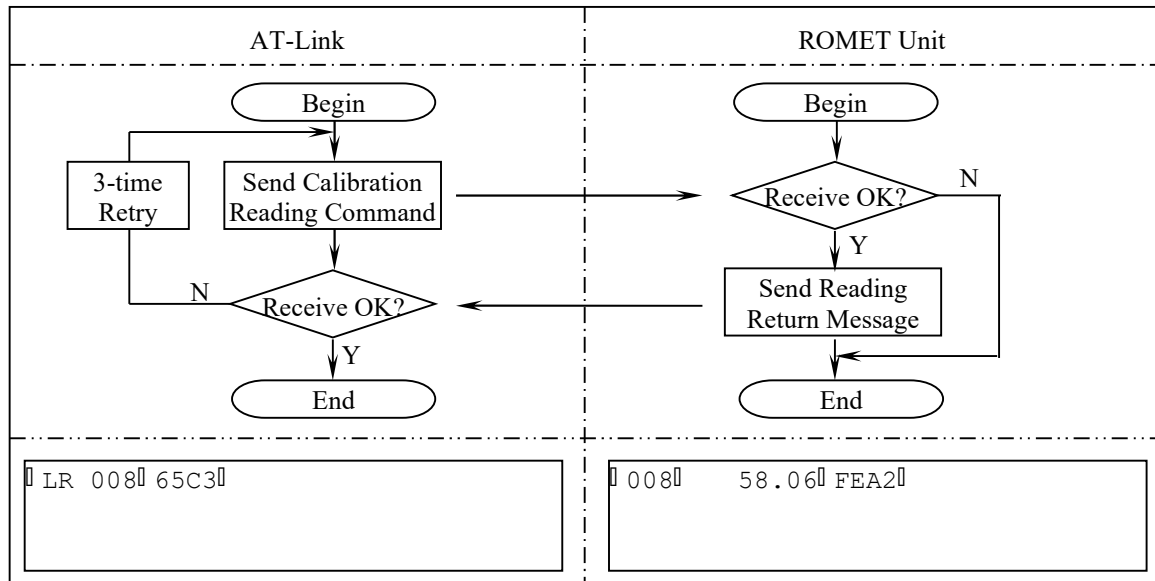 AT-Link
ROMET Unit
Begin
3-time
Retry
Send Calibration
Reading Command
N
Receive OK?
Y
End
Begin
Receive OK?
N
Y
Send Reading
Return Message
End
▯ LR 008▯ 65C3▯
▯ 008▯     58.06▯ FEA2▯